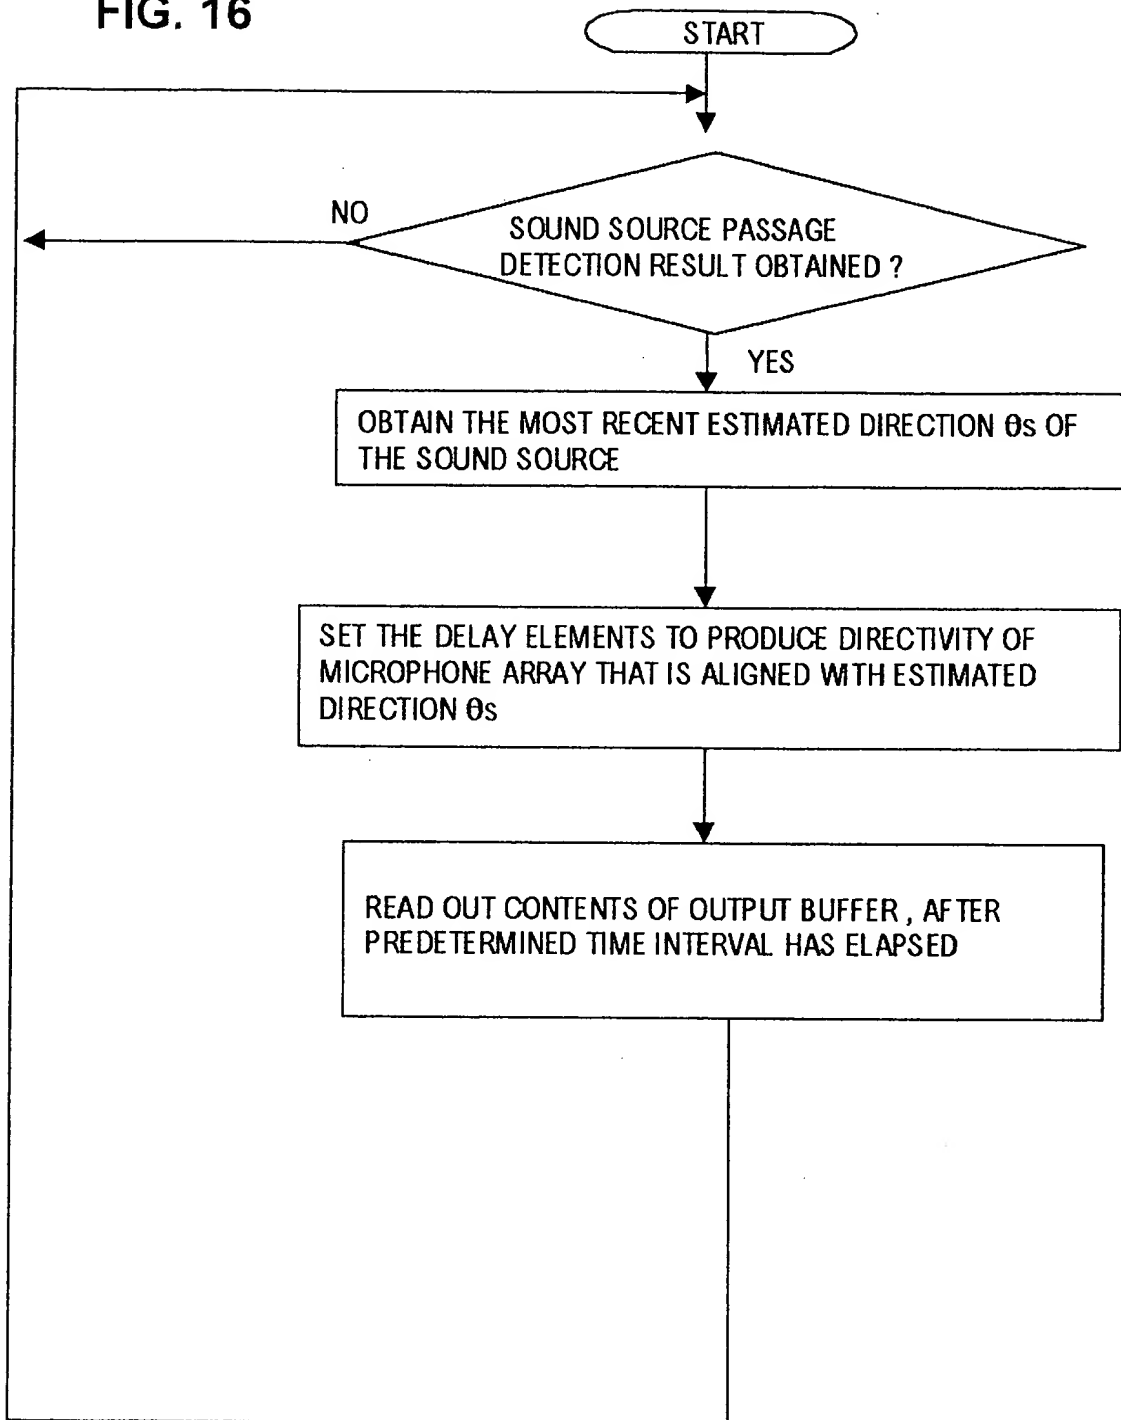 FIG. 16
START
NO
SOUND SOURCE PASSAGE
DETECTION RESULT OBTAINED ?
YES
OBTAIN THE MOST RECENT ESTIMATED DIRECTION θs OF
THE SOUND SOURCE
SET THE DELAY ELEMENTS TO PRODUCE DIRECTIVITY OF
MICROPHONE ARRAY THAT IS ALIGNED WITH ESTIMATED
DIRECTION θs
READ OUT CONTENTS OF OUTPUT BUFFER , AFTER
PREDETERMINED TIME INTERVAL HAS ELAPSED